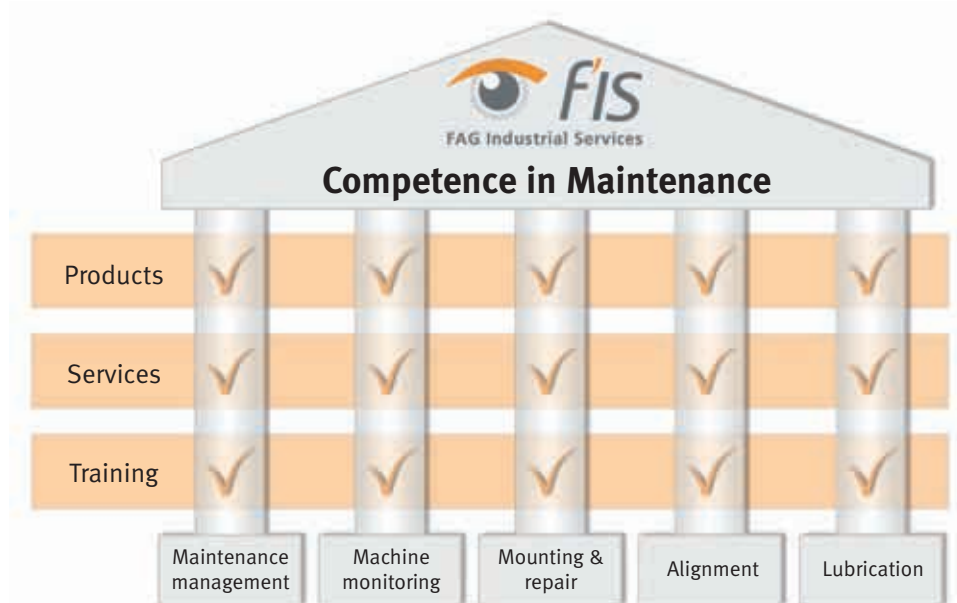 F'IS
FAG Industrial Services
Competence in Maintenance
Products
Services
Training
Maintenance
management
Machine
monitoring
Mounting &
repair
Alignment
Lubrication